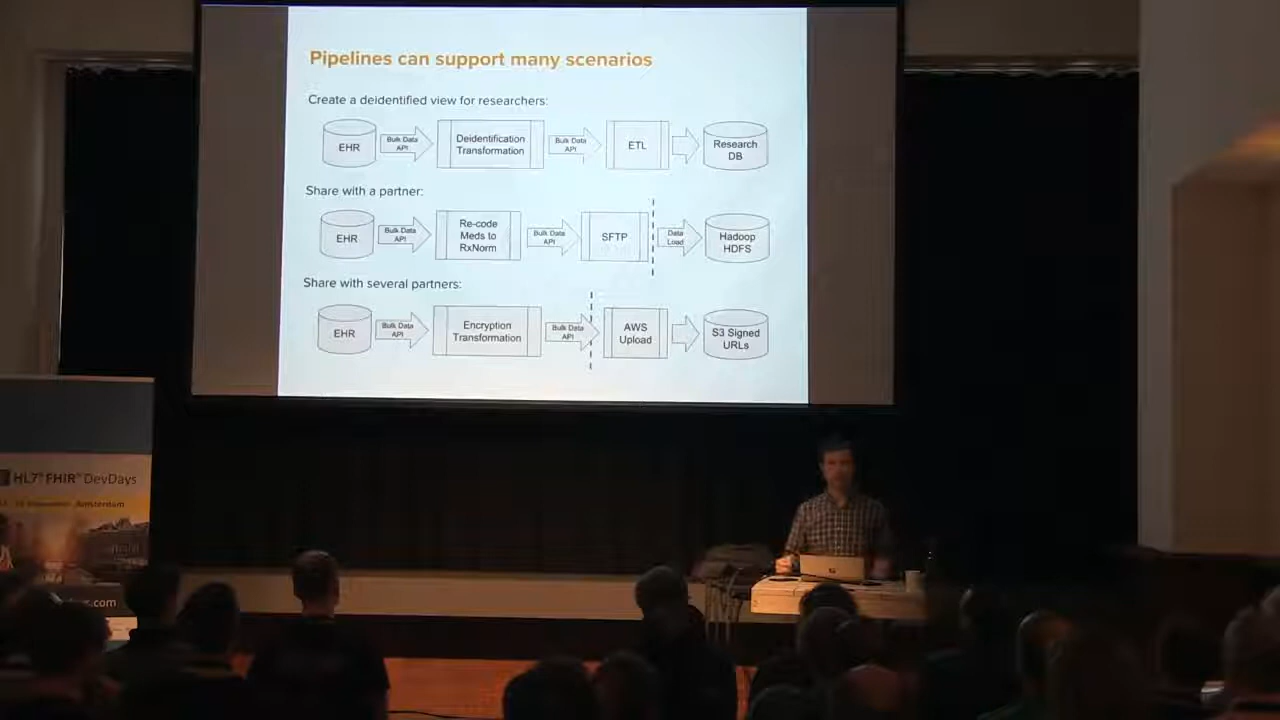 Pipelines can support many scenarios
Create a deidentified view for researchers:
EHR
Bulk Data
API
Deidentification
Transformation
Bulk Data
API
ETL
Research
DB
Share with a partner:
EHR
Bulk Data
API
Re-code
Meds to
RxNorm
Bulk Data
API
SFTP
Data
Load
Hadoop
HDFS
Share with several partners:
EHR
Bulk Data
API
Encryption
Transformation
Bulk Data
API
AWS
Upload
S3 Signed
URLs
HL7® FHIR® DevDays
Amsterdam
.com